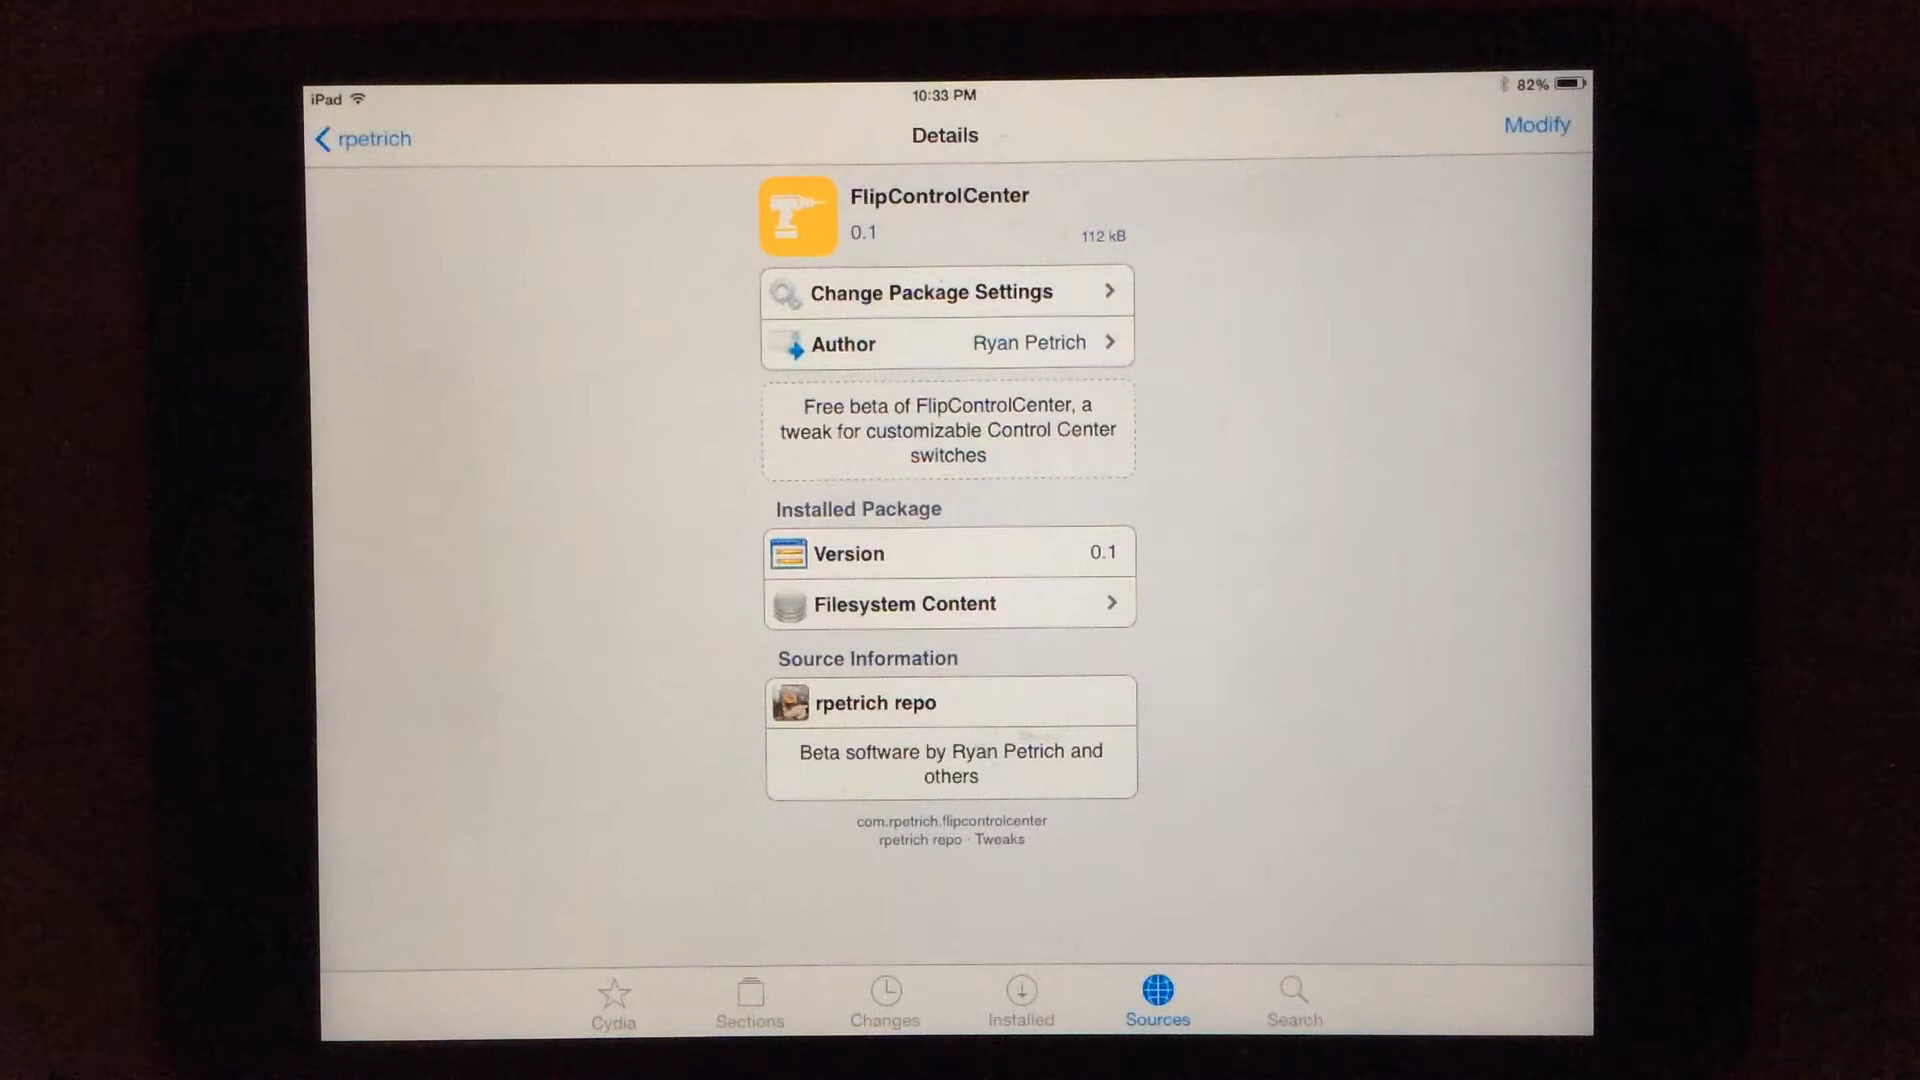 iPad
10:33 PM
82%
rpetrich
Details
Modify
FlipControlCenter
0.1
112 kB
Change Package Settings
Author Ryan Petrich
Free beta of FlipControlCenter, a
tweak for customizable Control Center
switches
Installed Package
Version 0.1
Filesystem Content
Source Information
rpetrich repo
Beta software by Ryan Petrich and
others
com.rpetrich.flipcontrolcenter
rpetrich repo · Tweaks
Cydia
Sections
Changes
Installed
Sources
Search